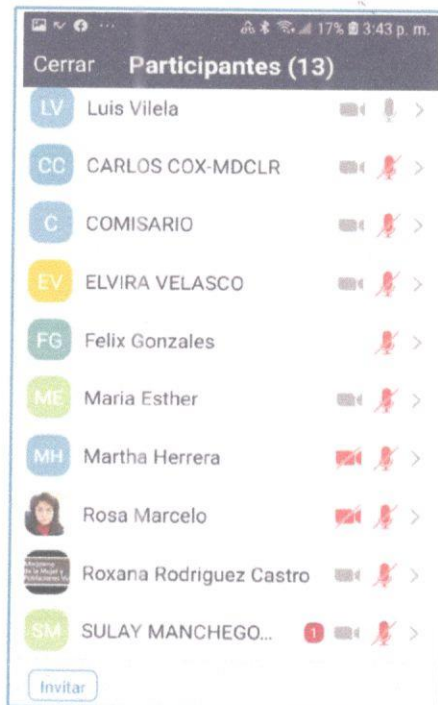 17% 3:43 p. m.
Cerrar Participantes (13)
LV Luis Vilela
CC CARLOS COX-MDCLR
C COMISARIO
EV ELVIRA VELASCO
FG Felix Gonzales
ME Maria Esther
MH Martha Herrera
Rosa Marcelo
Roxana Rodriguez Castro
SM SULAY MANCHEGO... 1
Invitar